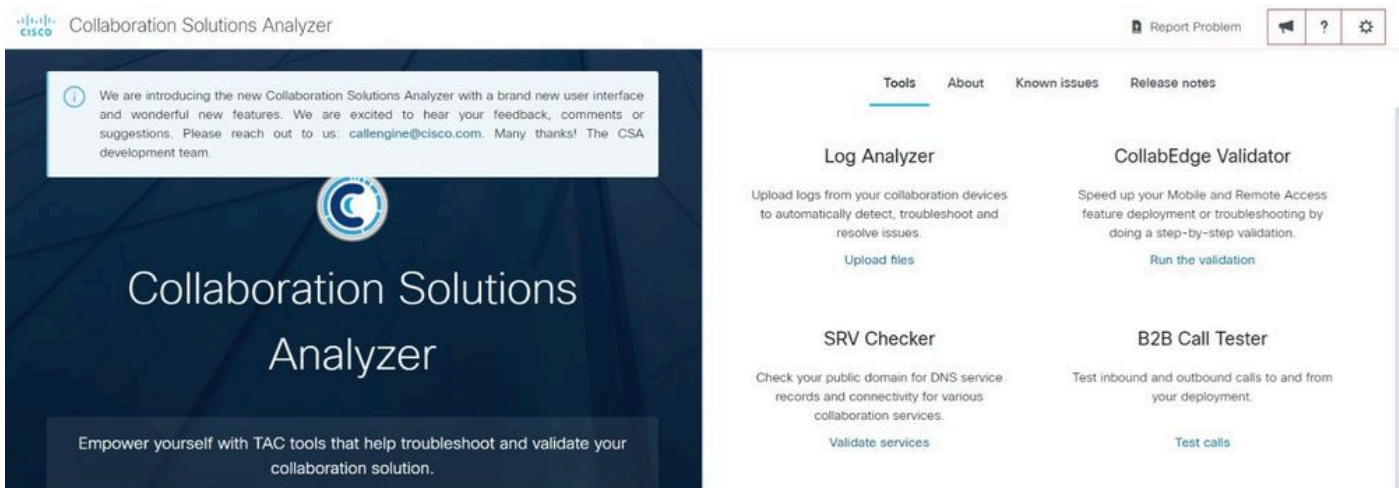 CISCO
Collaboration Solutions Analyzer
Report Problem
?
We are introducing the new Collaboration Solutions Analyzer with a brand new user interface
and wonderful new features. We are excited to hear your feedback, comments or
suggestions. Please reach out to us: callengine@cisco.com. Many thanks! The CSA
development team.
Collaboration Solutions
Analyzer
Empower yourself with TAC tools that help troubleshoot and validate your
collaboration solution.
Tools
About
Known issues
Release notes
Log Analyzer
Upload logs from your collaboration devices
to automatically detect, troubleshoot and
resolve issues.
Upload files
CollabEdge Validator
Speed up your Mobile and Remote Access
feature deployment or troubleshooting by
doing a step-by-step validation.
Run the validation
SRV Checker
Check your public domain for DNS service
records and connectivity for various
collaboration services.
Validate services
B2B Call Tester
Test inbound and outbound calls to and from
your deployment.
Test calls